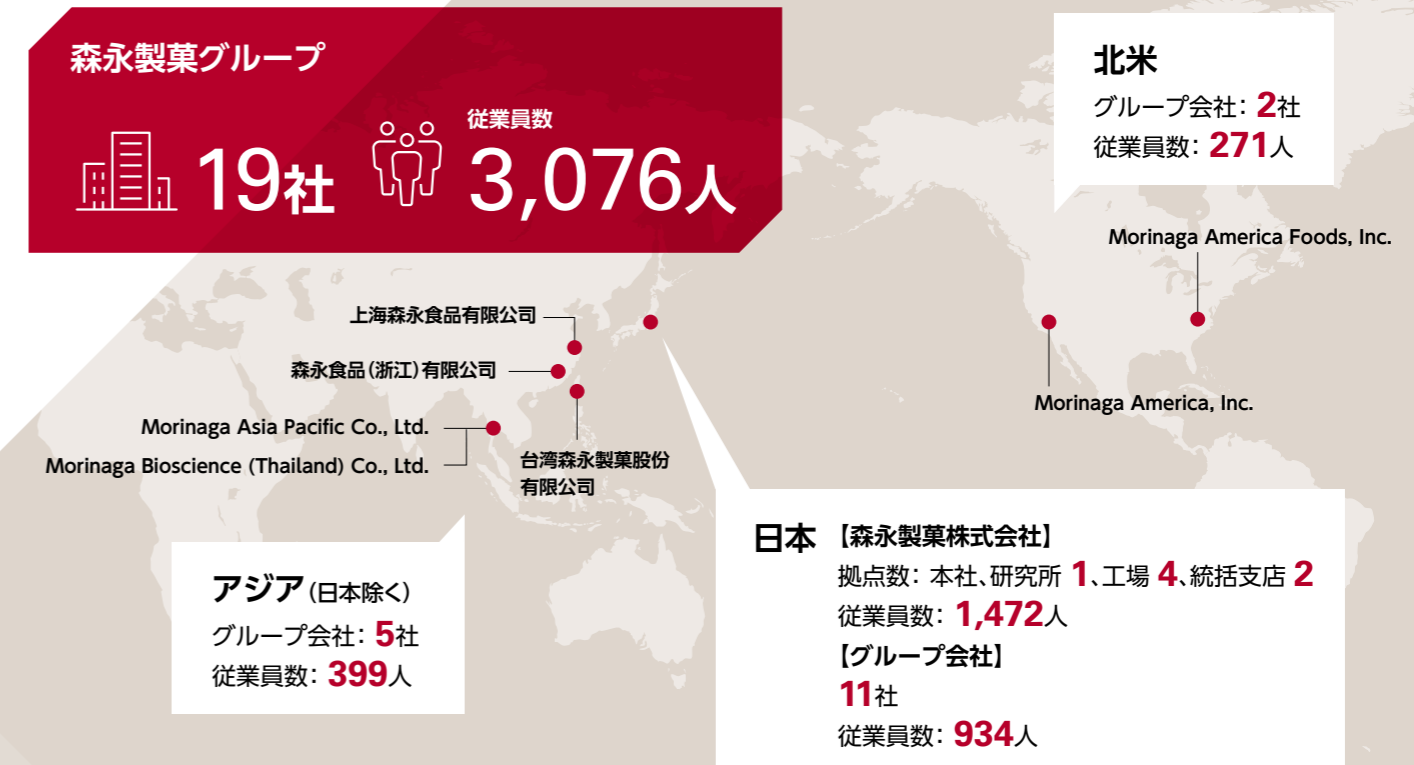 森永製菓グループ
19社
従業員数
3,076人
北米
グループ会社：2社
従業員数：271人
Morinaga America Foods, Inc.
Morinaga America, Inc.
上海森永食品有限公司
森永食品（浙江）有限公司
Morinaga Asia Pacific Co., Ltd.
Morinaga Bioscience (Thailand) Co., Ltd.
台湾森永製菓股份
有限公司
アジア（日本除く）
グループ会社：5社
従業員数：399人
日本 【森永製菓株式会社】
拠点数：本社、研究所 1、工場 4、統括支店 2
従業員数：1,472人
【グループ会社】
11社
従業員数：934人